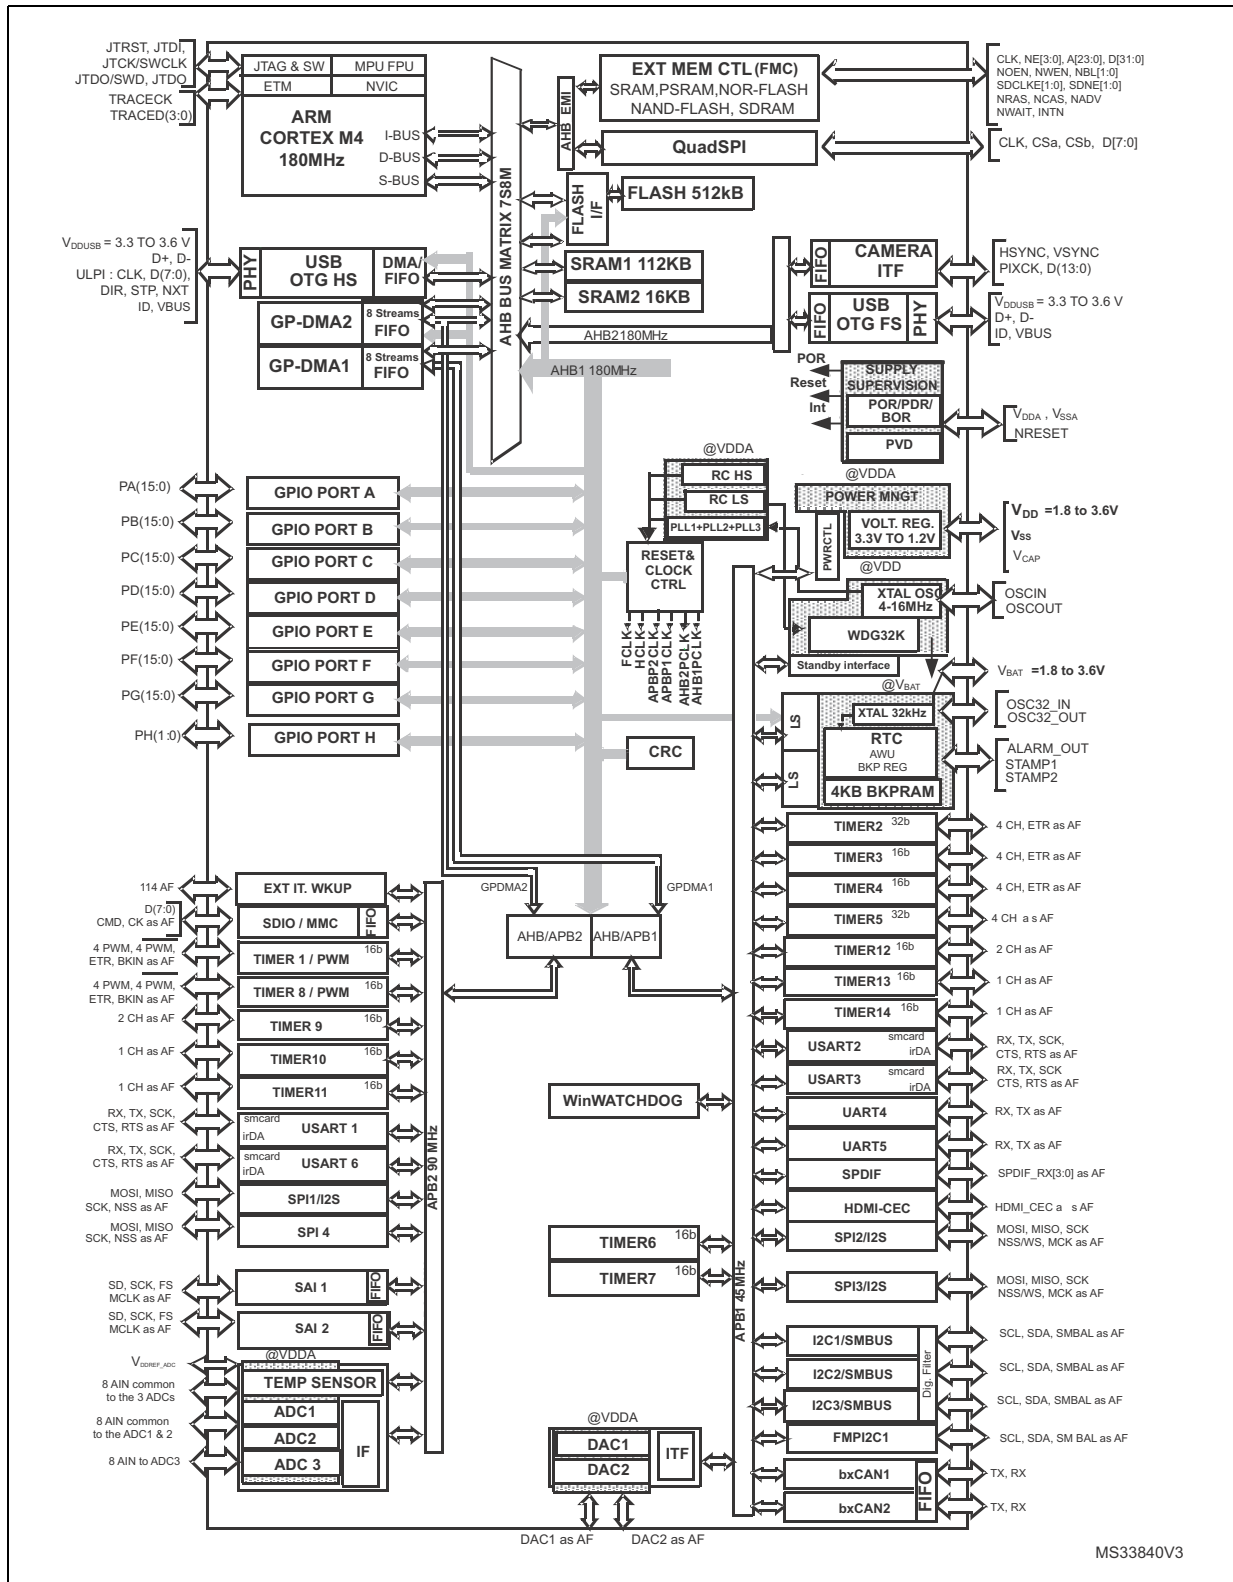 JTRST, JTDI,
JTCK/SWCLK
JTDO/SWD, JTDO
TRACECK
TRACED(3:0)
JTAG & SW
MPU FPU
ETM
NVIC
ARM
CORTEX M4
180MHz
I-BUS
D-BUS
S-BUS
AHB BUS MATRIX 7S8M
AHB EMI
EXT MEM CTL (FMC)
SRAM,PSRAM,NOR-FLASH
NAND-FLASH, SDRAM
QuadSPI
CLK, NE[3:0], A[23:0], D[31:0]
NOEN, NWEN, NBL[1:0]
SDCLKE[1:0], SDNE[1:0]
NRAS, NCAS, NADV
NWAIT, INTN
CLK, CSa, CSb, D[7:0]
FLASH I/F
FLASH 512kB
SRAM1 112KB
SRAM2 16KB
VDDUSB = 3.3 TO 3.6 V
D+, D-
ULPI : CLK, D(7:0),
DIR, STP, NXT
ID, VBUS
PHY
USB
OTG HS
DMA/
FIFO
GP-DMA2
8 Streams
FIFO
GP-DMA1
8 Streams
FIFO
AHB2 180MHz
AHB1 180MHz
FIFO
CAMERA
ITF
HSYNC, VSYNC
PIXCK, D(13:0)
FIFO
USB
OTG FS
PHY
VDDUSB = 3.3 TO 3.6 V
D+, D-
ID, VBUS
POR
Reset
Int
SUPPLY
SUPERVISION
POR/PDR/
BOR
PVD
VDDA , VSSA
NRESET
@VDDA
RC HS
RC LS
PLL1+PLL2+PLL3
@VDDA
POWER MNGT
VOLT. REG.
3.3V TO 1.2V
PWRCTL
VDD =1.8 to 3.6V
Vss
VCAP
@VDD
RESET&
CLOCK
CTRL
FCLK
HCLK
APBP2CLK
APBP1CLK
AHB2PCLK
AHB1PCLK
XTAL OSC
4-16MHz
OSCIN
OSCOUT
WDG32K
Standby interface
@VBAT
VBAT =1.8 to 3.6V
LS
LS
XTAL 32kHz
OSC32_IN
OSC32_OUT
RTC
AWU
BKP REG
4KB BKPRAM
ALARM_OUT
STAMP1
STAMP2
PA(15:0)
GPIO PORT A
PB(15:0)
GPIO PORT B
PC(15:0)
GPIO PORT C
PD(15:0)
GPIO PORT D
PE(15:0)
GPIO PORT E
PF(15:0)
GPIO PORT F
PG(15:0)
GPIO PORT G
PH(1:0)
GPIO PORT H
CRC
GPDMA2
GPDMA1
AHB/APB2
AHB/APB1
114 AF
EXT IT. WKUP
D(7:0)
CMD, CK as AF
SDIO / MMC
FIFO
4 PWM, 4 PWM,
ETR, BKIN as AF
TIMER 1 / PWM
16b
4 PWM, 4 PWM,
ETR, BKIN as AF
TIMER 8 / PWM
16b
2 CH as AF
TIMER 9
16b
1 CH as AF
TIMER10
16b
1 CH as AF
TIMER11
16b
RX, TX, SCK,
CTS, RTS as AF
smcard
irDA
USART 1
RX, TX, SCK,
CTS, RTS as AF
smcard
irDA
USART 6
MOSI, MISO
SCK, NSS as AF
SPI1/I2S
MOSI, MISO
SCK, NSS as AF
SPI 4
SD, SCK, FS
MCLK as AF
SAI 1
FIFO
SD, SCK, FS
MCLK as AF
SAI 2
FIFO
APB2 90 MHz
@VDDA
VDDREF_ADC
TEMP SENSOR
8 AIN common
to the 3 ADCs
ADC1
8 AIN common
to the ADC1 & 2
ADC2
8 AIN to ADC3
ADC 3
IF
WinWATCHDOG
TIMER6
16b
TIMER7
16b
@VDDA
DAC1
DAC2
ITF
DAC1 as AF
DAC2 as AF
APB1 45MHz
TIMER2
32b
4 CH, ETR as AF
TIMER3
16b
4 CH, ETR as AF
TIMER4
16b
4 CH, ETR as AF
TIMER5
32b
4 CH a s AF
TIMER12
16b
2 CH as AF
TIMER13
16b
1 CH as AF
TIMER14
16b
1 CH as AF
USART2
smcard
irDA
RX, TX, SCK,
CTS, RTS as AF
USART3
smcard
irDA
RX, TX, SCK
CTS, RTS as AF
UART4
RX, TX as AF
UART5
RX, TX as AF
SPDIF
SPDIF_RX[3:0] as AF
HDMI-CEC
HDMI_CEC a s AF
SPI2/I2S
MOSI, MISO, SCK
NSS/WS, MCK as AF
SPI3/I2S
MOSI, MISO, SCK
NSS/WS, MCK as AF
I2C1/SMBUS
SCL, SDA, SMBAL as AF
I2C2/SMBUS
SCL, SDA, SMBAL as AF
I2C3/SMBUS
SCL, SDA, SMBAL as AF
Dig. Filter
FMPI2C1
SCL, SDA, SM BAL as AF
bxCAN1
TX, RX
bxCAN2
TX, RX
FIFO
MS33840V3